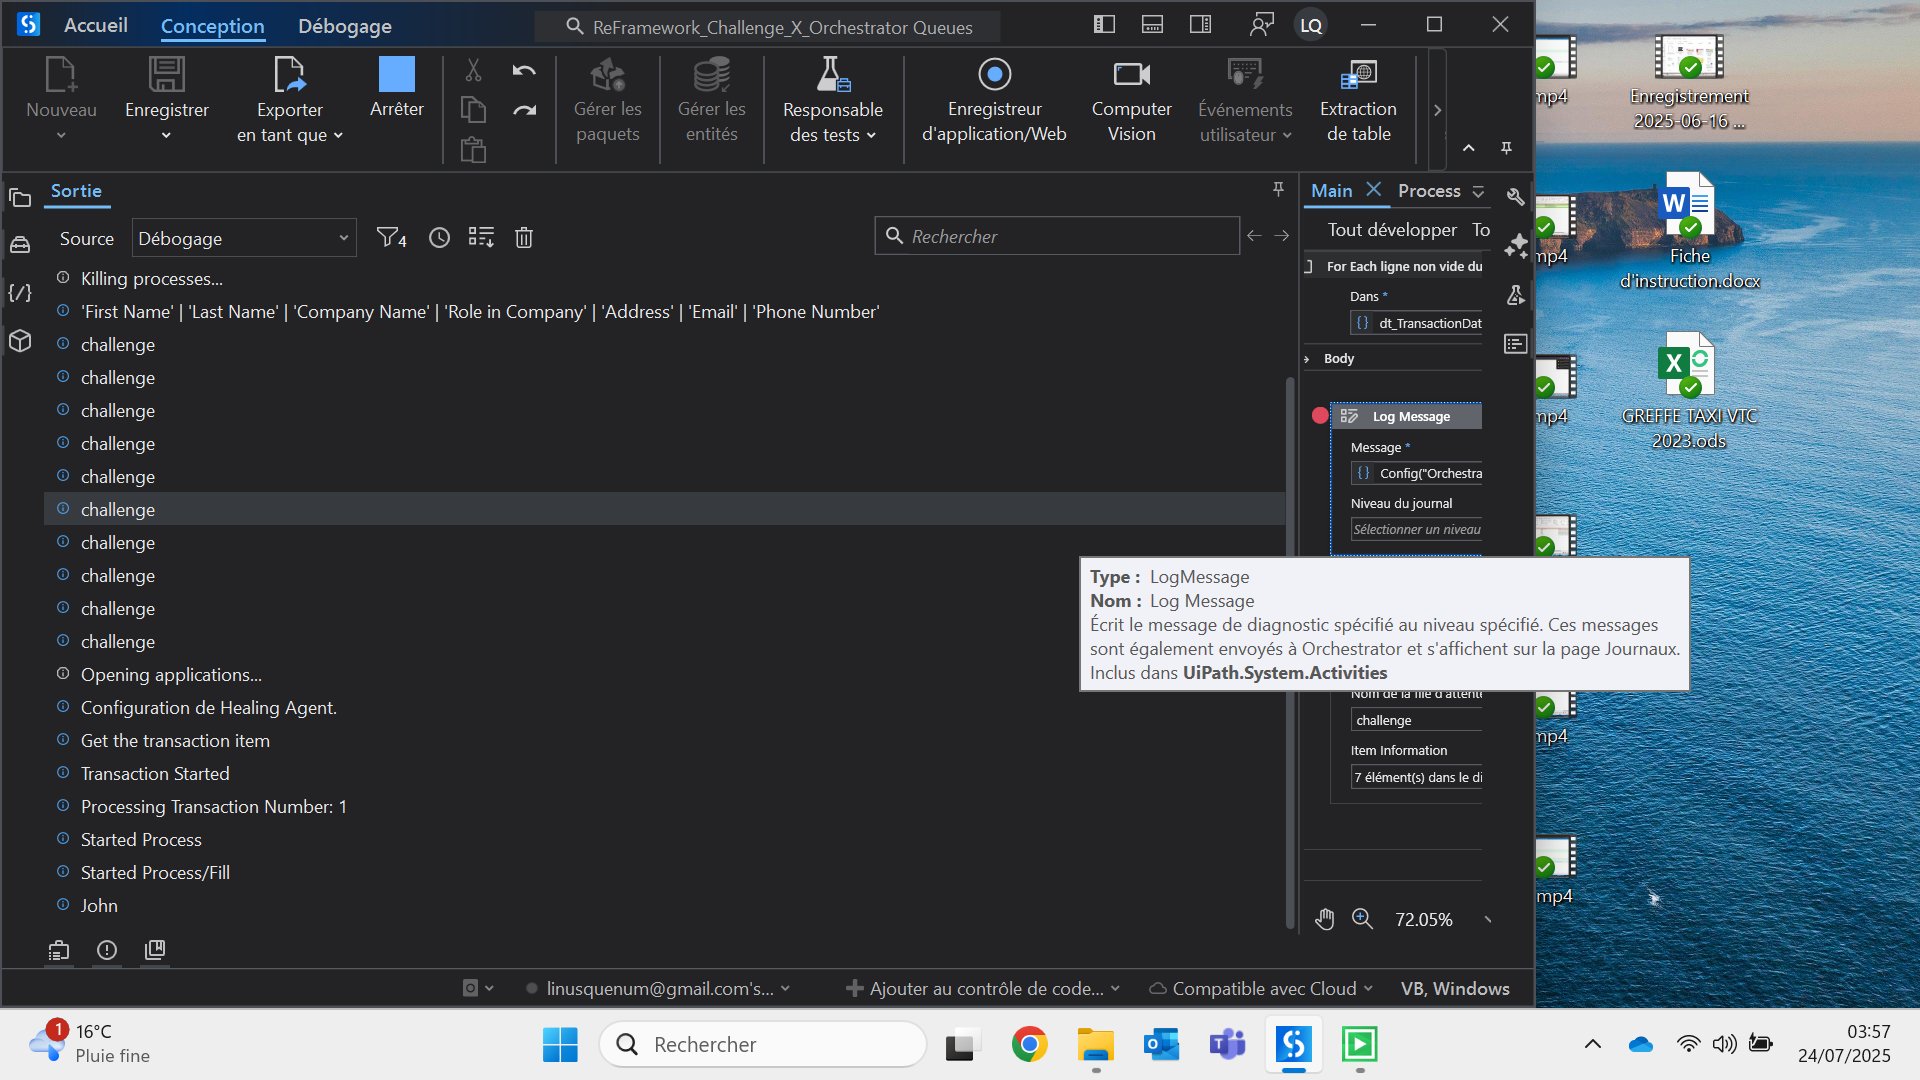 Accueil
Conception
Débogage
ReFramework_Challenge_X_Orchestrator Queues
LQ
Nouveau
Enregistrer
Exporter
en tant que
Arrêter
Gérer les
paquets
Gérer les
entités
Responsable
des tests
Enregistreur
d'application/Web
Computer
Vision
Événements
utilisateur
Extraction
de table
Sortie
Source
Débogage
4
Rechercher
Killing processes...
'First Name' | 'Last Name' | 'Company Name' | 'Role in Company' | 'Address' | 'Email' | 'Phone Number'
challenge
challenge
challenge
challenge
challenge
challenge
challenge
challenge
challenge
challenge
Opening applications...
Configuration de Healing Agent.
Get the transaction item
Transaction Started
Processing Transaction Number: 1
Started Process
Started Process/Fill
John
Main
Process
Tout développer To
For Each ligne non vide du
Dans *
dt_TransactionDat
Body
Log Message
Message *
Config("Orchestra
Niveau du journal
Sélectionner un niveau
Type : LogMessage
Nom : Log Message
Écrit le message de diagnostic spécifié au niveau spécifié. Ces messages
sont également envoyés à Orchestrator et s'affichent sur la page Journaux.
Inclus dans UiPath.System.Activities
Nom de la file d'attente
challenge
Item Information
7 élément(s) dans le di
72.05%
linusquenum@gmail.com's...
Ajouter au contrôle de code...
Compatible avec Cloud
VB, Windows
mp4
Enregistrement
2025-06-16 ...
mp4
Fiche
d'instruction.docx
mp4
GREFFE TAXI VTC
2023.ods
mp4
mp4
1
16°C
Pluie fine
Rechercher
03:57
24/07/2025